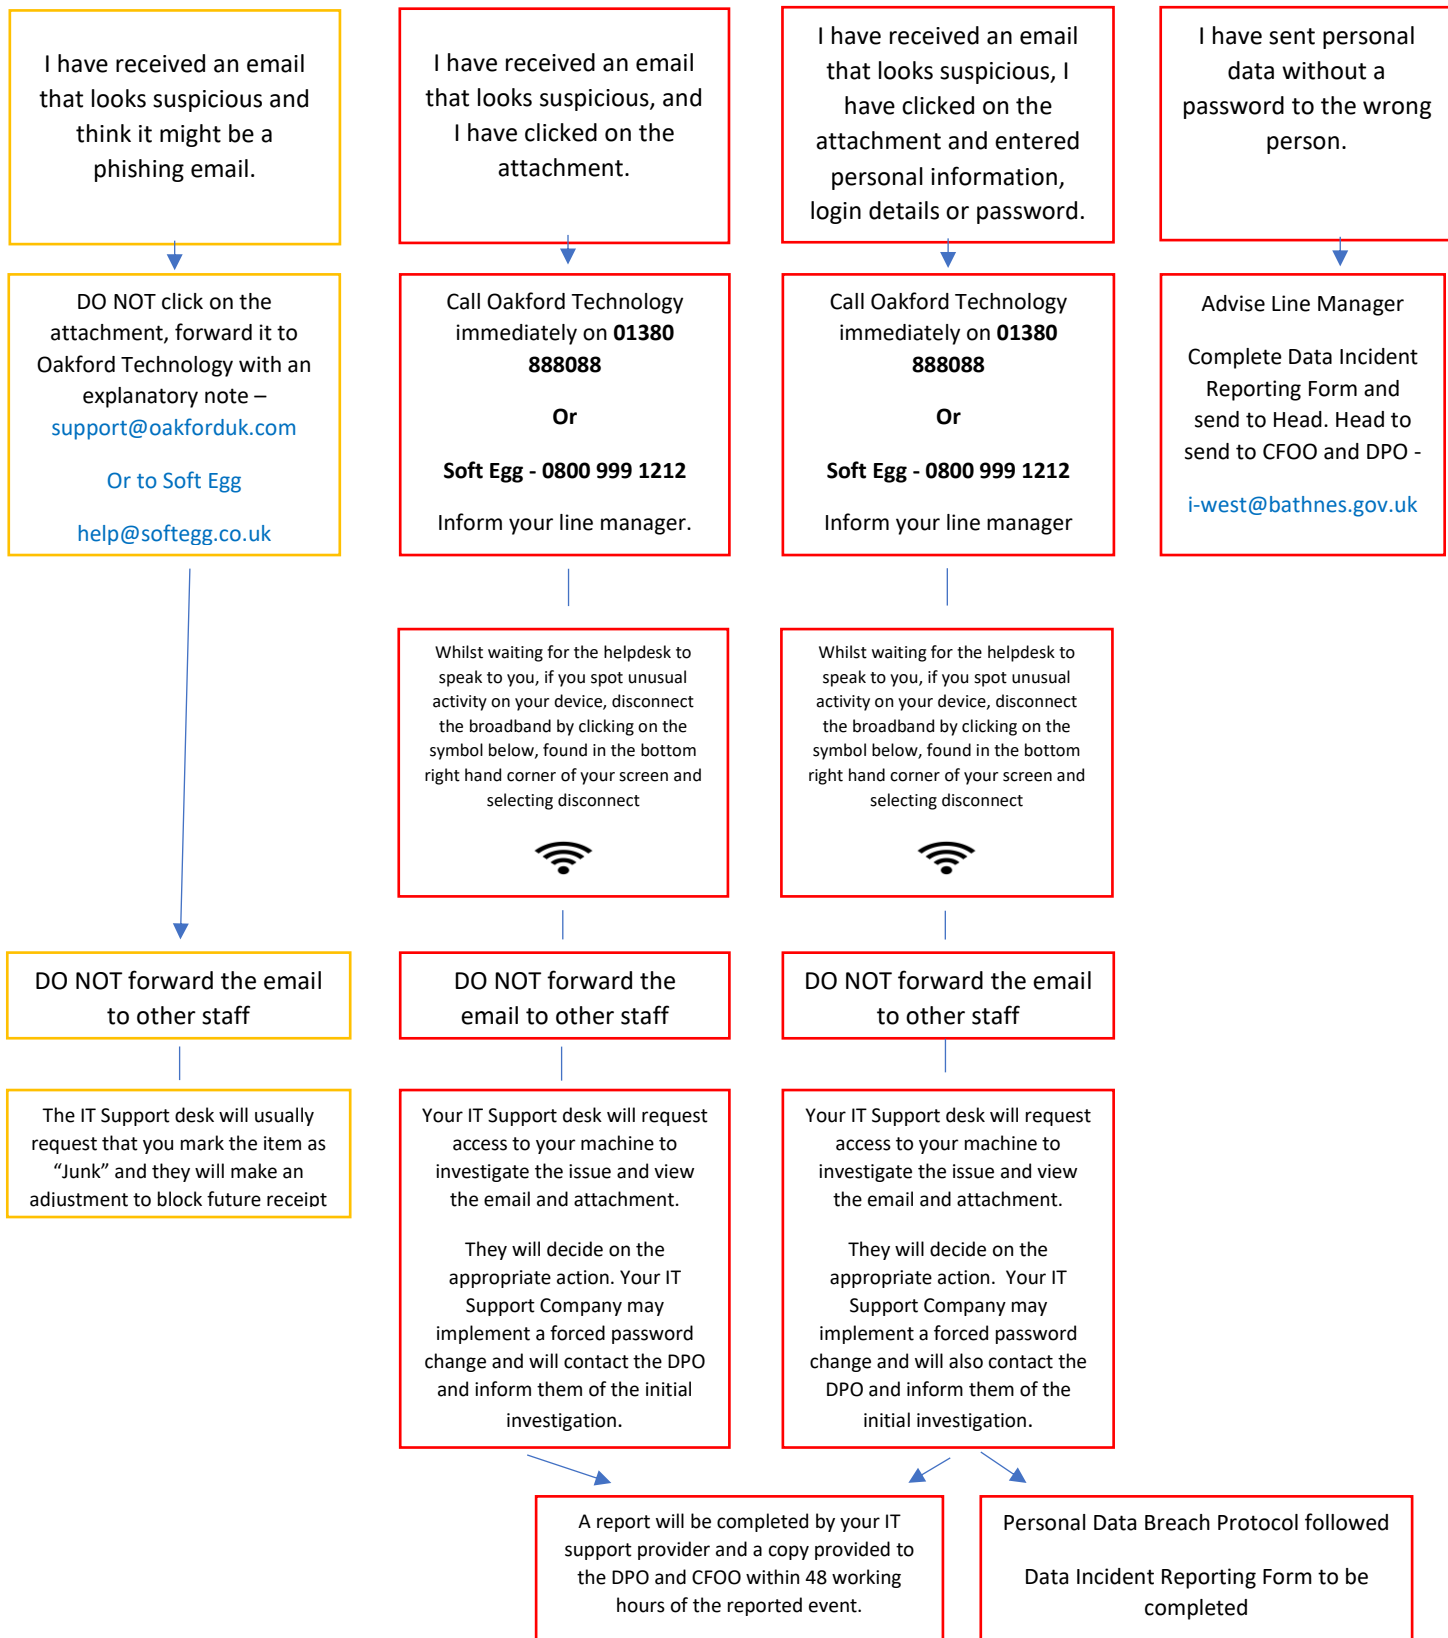 I have received an email
that looks suspicious and
think it might be a
phishing email.
I have received an email
that looks suspicious, and
I have clicked on the
attachment.
I have received an email
that looks suspicious, I
have clicked on the
attachment and entered
personal information,
login details or password.
I have sent personal
data without a
password to the wrong
person.
DO NOT click on the
attachment, forward it to
Oakford Technology with an
explanatory note –
support@oakforduk.com
Or to Soft Egg
help@softegg.co.uk
Call Oakford Technology
immediately on 01380
888088
Or
Soft Egg - 0800 999 1212
Inform your line manager.
Call Oakford Technology
immediately on 01380
888088
Or
Soft Egg - 0800 999 1212
Inform your line manager
Advise Line Manager
Complete Data Incident
Reporting Form and
send to Head. Head to
send to CFOO and DPO -
i-west@bathnes.gov.uk
Whilst waiting for the helpdesk to
speak to you, if you spot unusual
activity on your device, disconnect
the broadband by clicking on the
symbol below, found in the bottom
right hand corner of your screen and
selecting disconnect
Whilst waiting for the helpdesk to
speak to you, if you spot unusual
activity on your device, disconnect
the broadband by clicking on the
symbol below, found in the bottom
right hand corner of your screen and
selecting disconnect
DO NOT forward the email
to other staff
DO NOT forward the
email to other staff
DO NOT forward the email
to other staff
The IT Support desk will usually
request that you mark the item as
“Junk” and they will make an
adjustment to block future receipt
Your IT Support desk will request
access to your machine to
investigate the issue and view
the email and attachment.
They will decide on the
appropriate action. Your IT
Support Company may
implement a forced password
change and will contact the DPO
and inform them of the initial
investigation.
Your IT Support desk will request
access to your machine to
investigate the issue and view
the email and attachment.
They will decide on the
appropriate action. Your IT
Support Company may
implement a forced password
change and will also contact the
DPO and inform them of the
initial investigation.
A report will be completed by your IT
support provider and a copy provided to
the DPO and CFOO within 48 working
hours of the reported event.
Personal Data Breach Protocol followed
Data Incident Reporting Form to be
completed